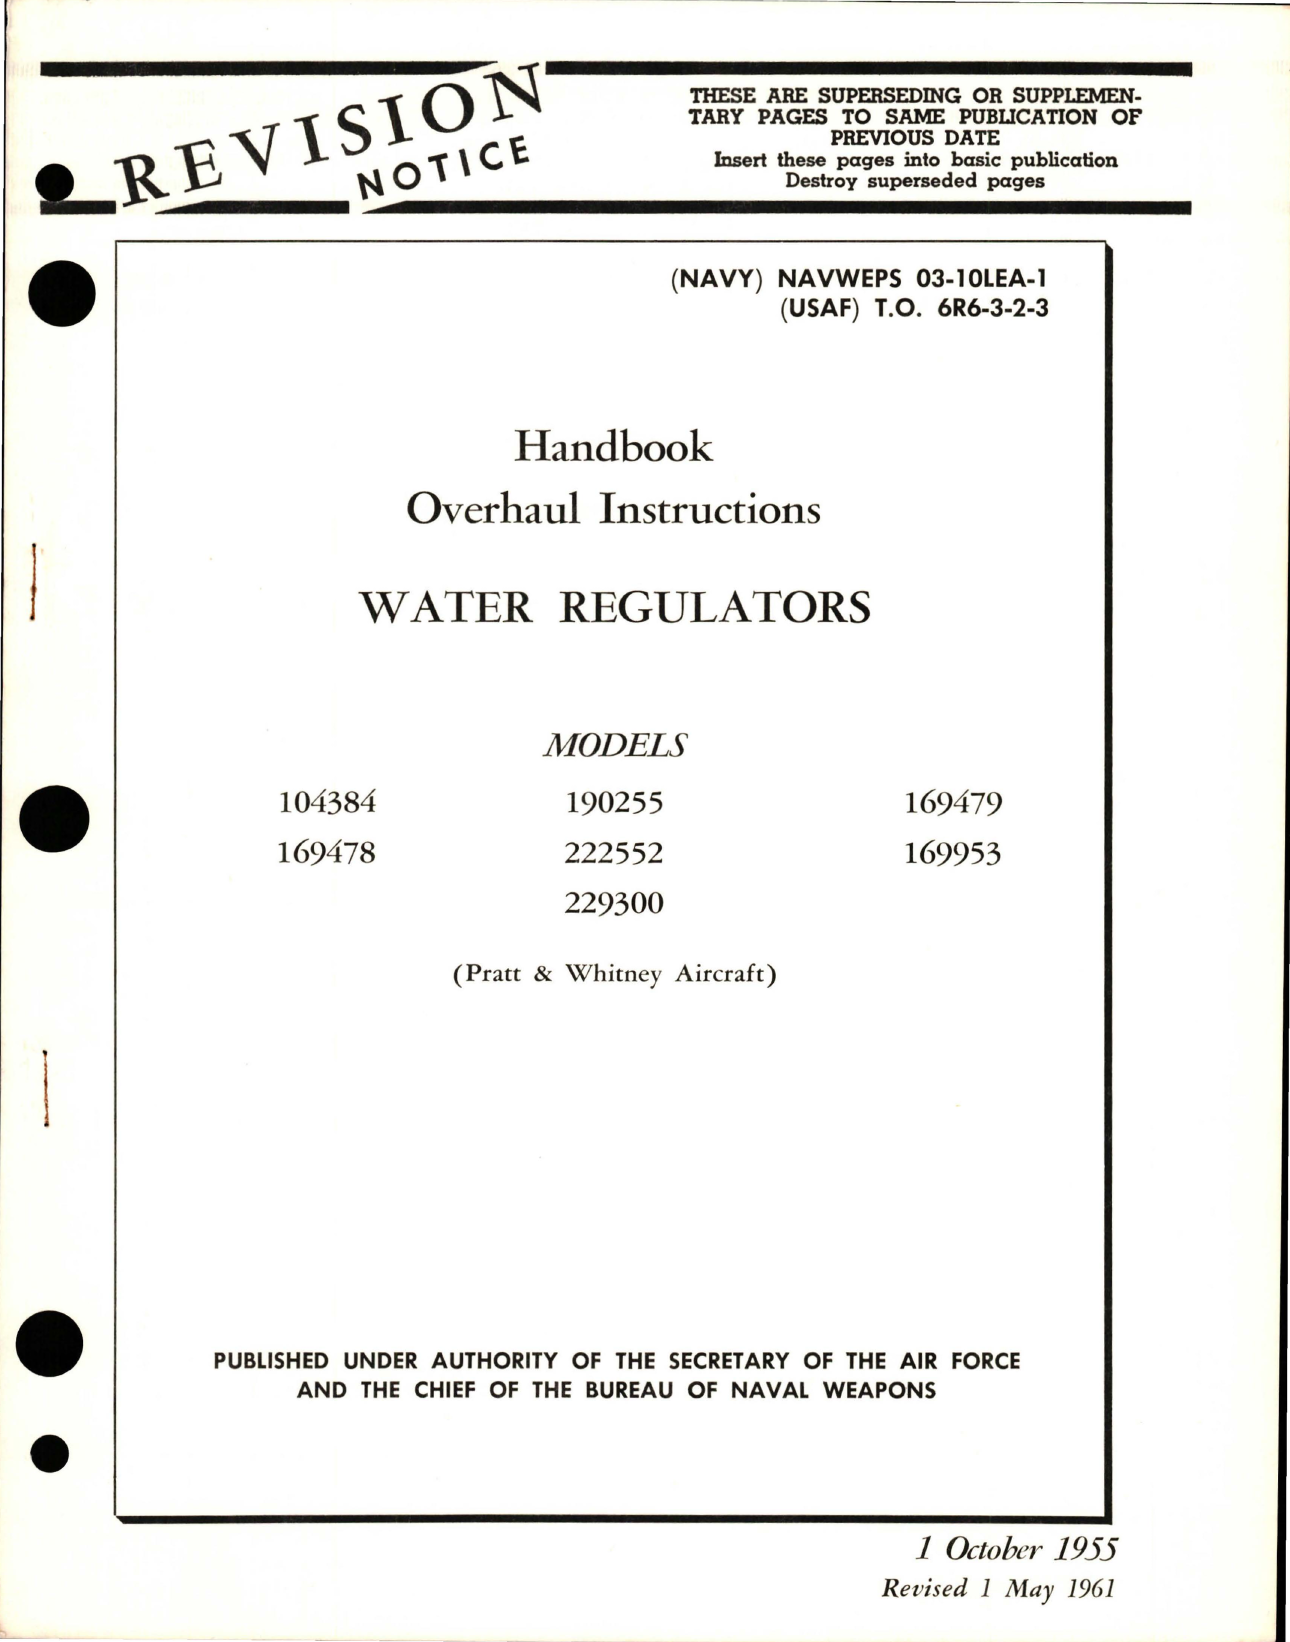 REVISION
NOTICE
THESE ARE SUPERSEDING OR SUPPLEMEN-
TARY PAGES TO SAME PUBLICATION OF
PREVIOUS DATE
Insert these pages into basic publication
Destroy superseded pages
(NAVY) NAVWEPS 03-10LEA-1
(USAF) T.O. 6R6-3-2-3
Handbook
Overhaul Instructions
WATER REGULATORS
MODELS
104384 190255 169479
169478 222552 169953
229300
(Pratt & Whitney Aircraft)
PUBLISHED UNDER AUTHORITY OF THE SECRETARY OF THE AIR FORCE
AND THE CHIEF OF THE BUREAU OF NAVAL WEAPONS
1 October 1955
Revised 1 May 1961